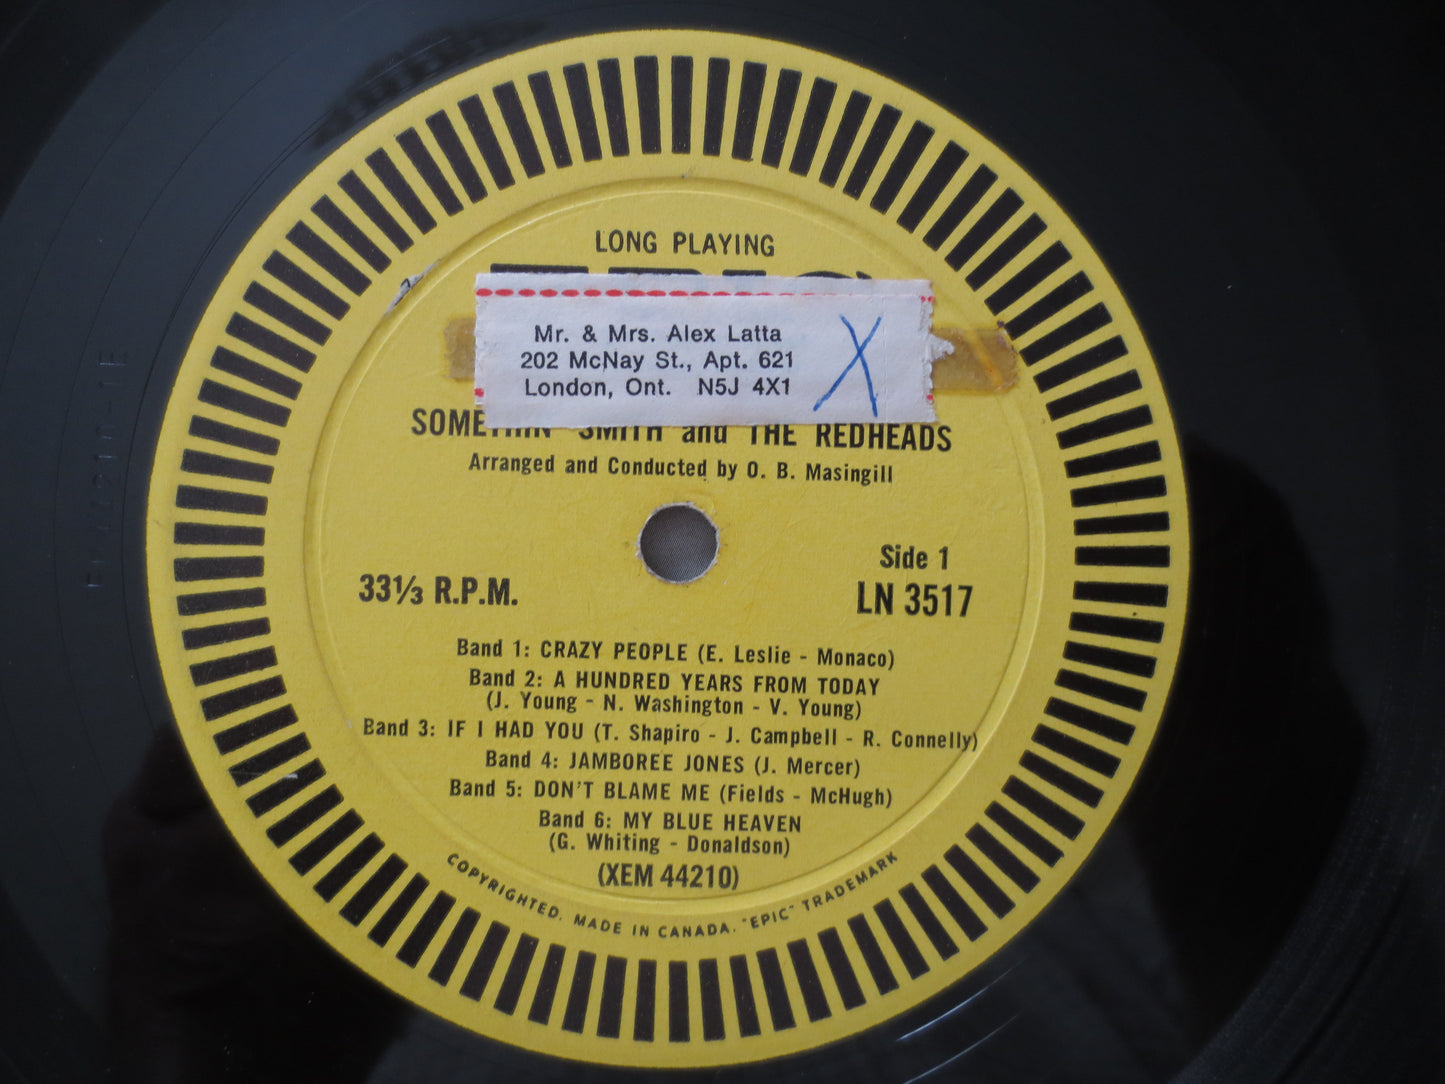 LONG PLAYING
EPIC
Mr. & Mrs. Alex Latta
202 McNay St., Apt. 621
London, Ont. N5J 4X1
X
SOMETHIN' SMITH and THE REDHEADS
Arranged and Conducted by O. B. Masingill
Side 1
33⅓ R.P.M.
LN 3517
Band 1: CRAZY PEOPLE (E. Leslie - Monaco)
Band 2: A HUNDRED YEARS FROM TODAY
(J. Young - N. Washington - V. Young)
Band 3: IF I HAD YOU (T. Shapiro - J. Campbell - R. Connelly)
Band 4: JAMBOREE JONES (J. Mercer)
Band 5: DON'T BLAME ME (Fields - McHugh)
Band 6: MY BLUE HEAVEN
(G. Whiting - Donaldson)
(XEM 44210)
COPYRIGHTED. MADE IN CANADA. "EPIC" TRADEMARK